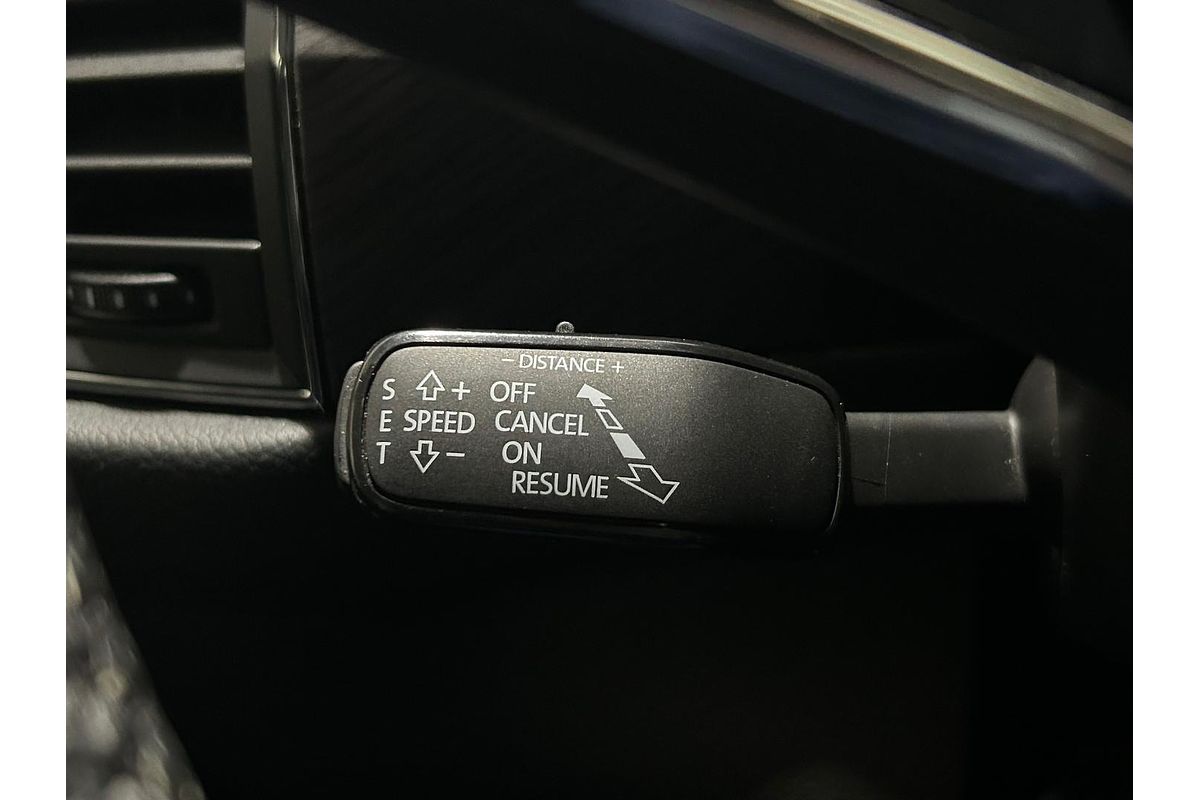 − DISTANCE +
S + OFF
E SPEED CANCEL
T − ON
RESUME